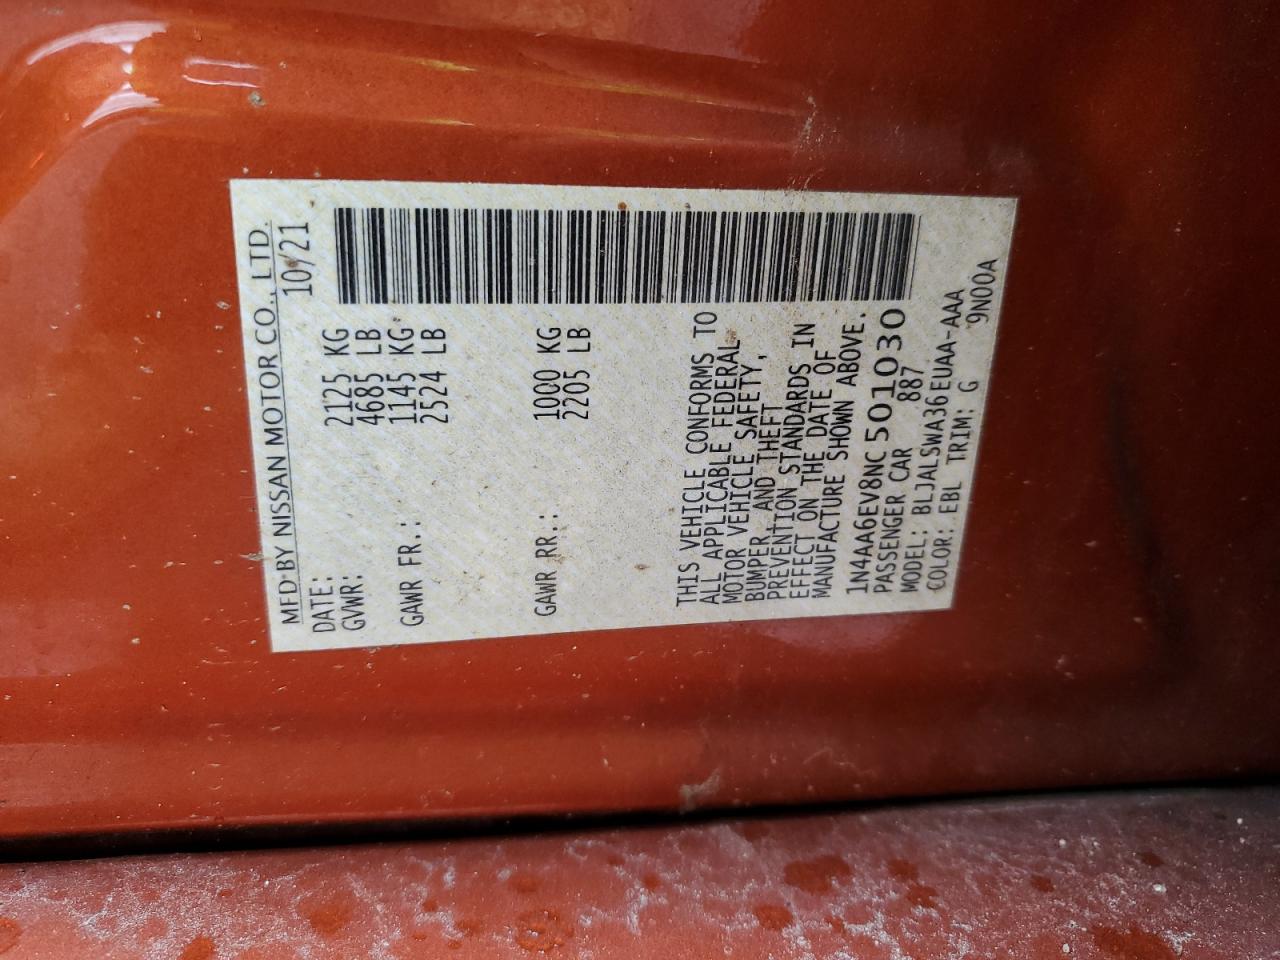 MFD BY NISSAN MOTOR CO., LTD.
DATE: 10/21
GVWR: 2125 KG
4685 LB
GAWR FR.: 1145 KG
2524 LB
GAWR RR.: 1000 KG
2205 LB
THIS VEHICLE CONFORMS TO
ALL APPLICABLE FEDERAL
MOTOR VEHICLE SAFETY,
BUMPER, AND THEFT
PREVENTION STANDARDS IN
EFFECT ON THE DATE OF
MANUFACTURE SHOWN ABOVE.
1N4AA6EV8NC501030
PASSENGER CAR 887
MODEL: BLJALSWA36EUAA-AAA
COLOR: EBL TRIM: G 9N00A